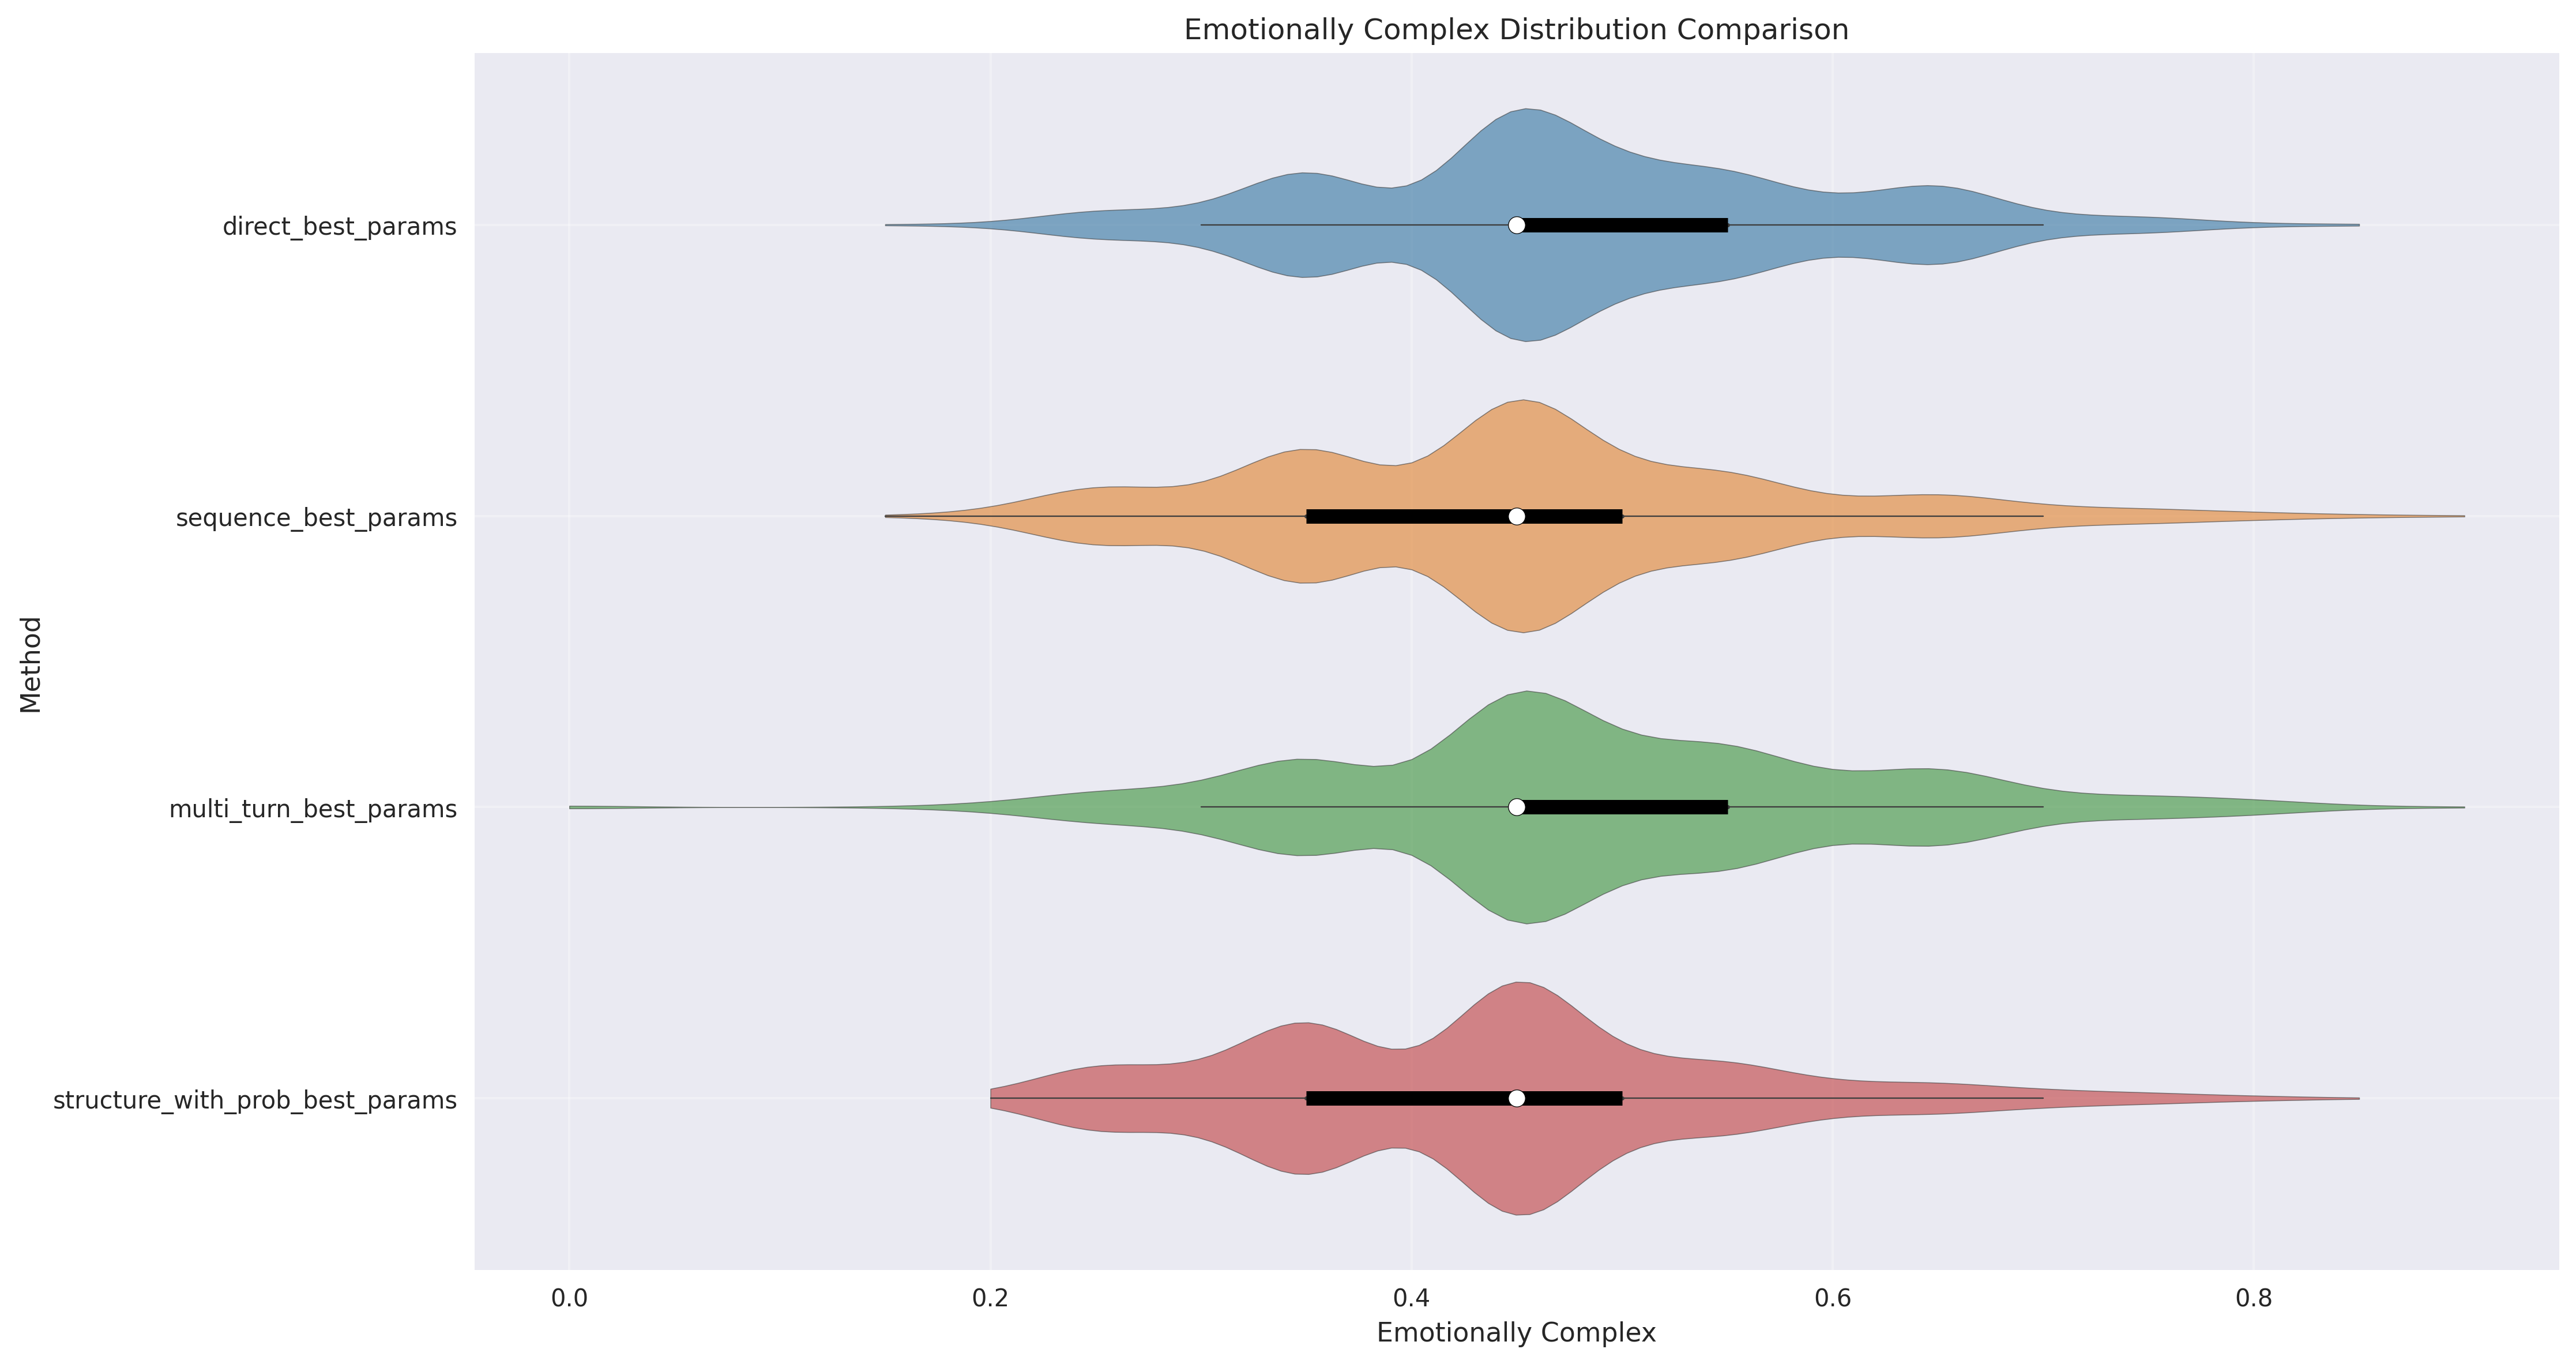 Emotionally Complex Distribution Comparison
Method
direct_best_params
sequence_best_params
multi_turn_best_params
structure_with_prob_best_params
0.0 0.2 0.4 0.6 0.8
Emotionally Complex